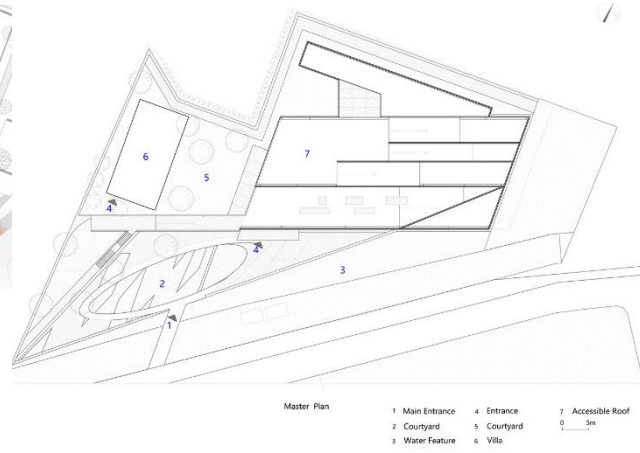 6
7
5
4
4
2
3
1
Master Plan
1 Main Entrance
2 Courtyard
3 Water Feature
4 Entrance
5 Courtyard
6 Villa
7 Accessible Roof
0 5m